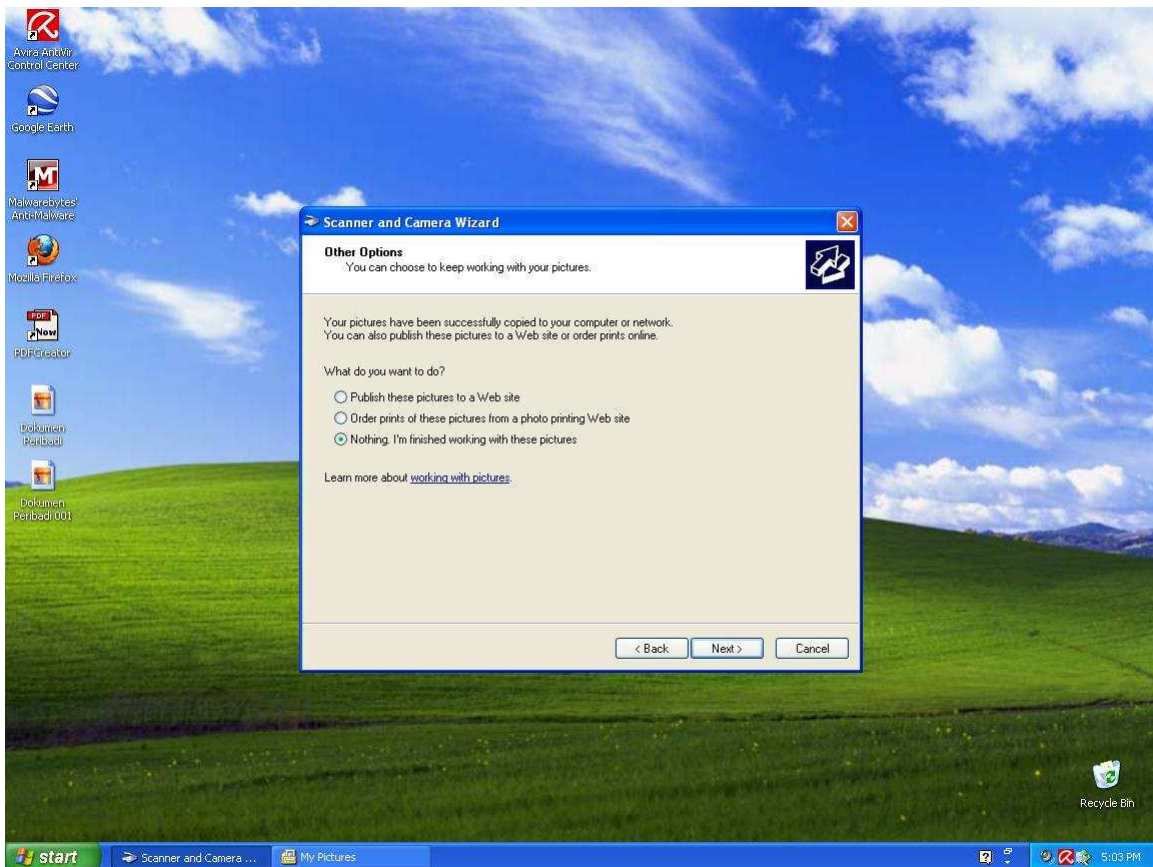 Avira AntiVir
Control Center
Google Earth
Malwarebytes'
Anti-Malware
Mozilla Firefox
PDF
Now
PDFCreator
Dokumen
Peribadi
Dokumen
Peribadi 001
Scanner and Camera Wizard
Other Options
You can choose to keep working with your pictures.
Your pictures have been successfully copied to your computer or network.
You can also publish these pictures to a Web site or order prints online.
What do you want to do?
Publish these pictures to a Web site
Order prints of these pictures from a photo printing Web site
Nothing. I'm finished working with these pictures
Learn more about working with pictures.
< Back
Next >
Cancel
Recycle Bin
start
Scanner and Camera ...
My Pictures
5:03 PM